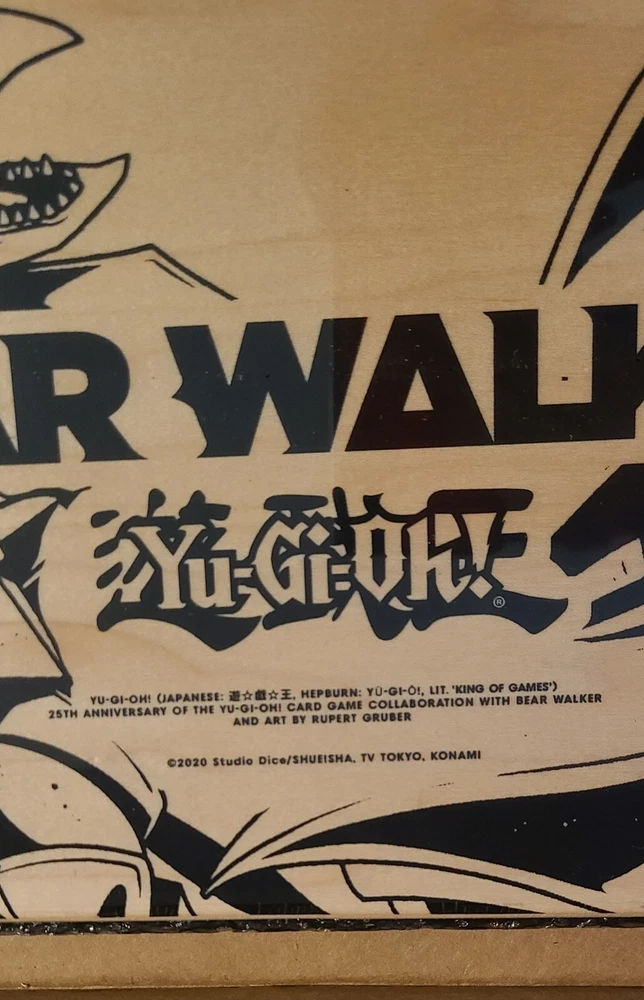 AR WALK
Yu-Gi-Oh!
®
YU-GI-OH! (JAPANESE: 遊☆戯☆王, HEPBURN: YŪ-GI-Ō!, LIT. 'KING OF GAMES')
25TH ANNIVERSARY OF THE YU-GI-OH! CARD GAME COLLABORATION WITH BEAR WALKER
AND ART BY RUPERT GRUBER
©2020 Studio Dice/SHUEISHA, TV TOKYO, KONAMI